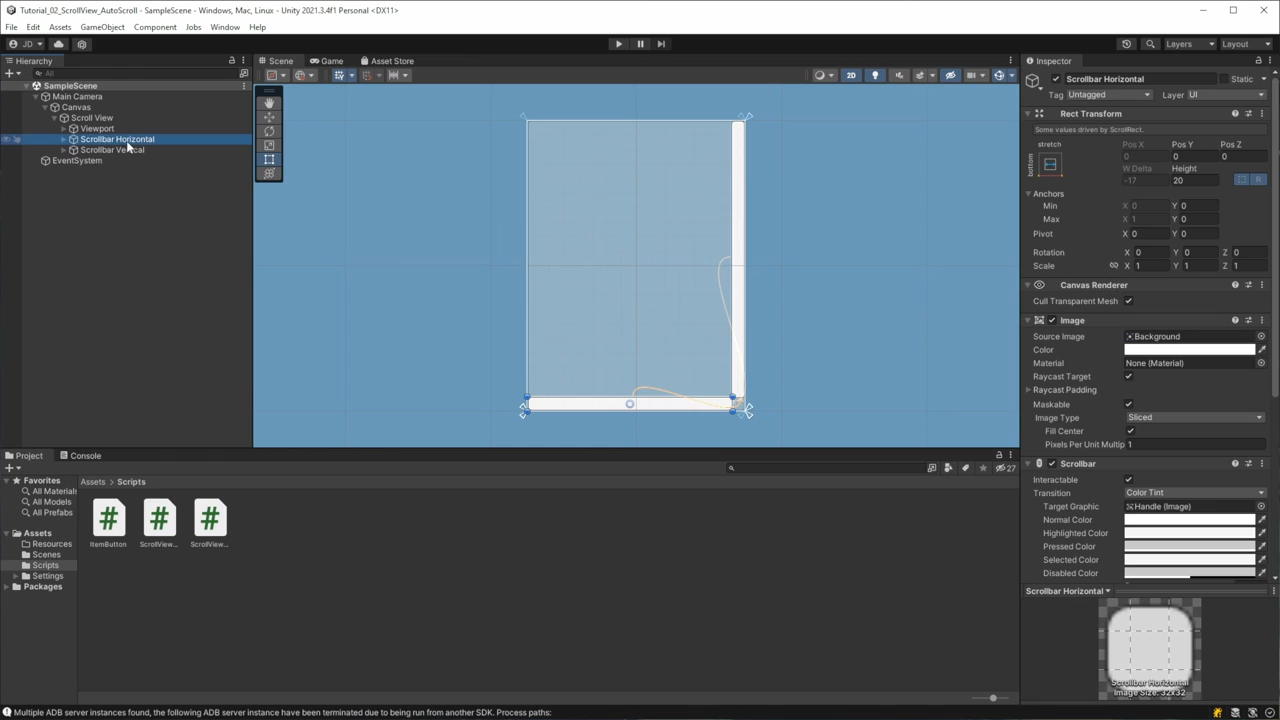 Tutorial_02_ScrollView_AutoScroll - SampleScene - Windows, Mac, Linux - Unity 2021.3.4f1 Personal <DX11>
File Edit Assets GameObject Component Jobs Window Help
JD Layers Layout
Hierarchy
All
SampleScene
Main Camera
Canvas
Scroll View
Viewport
Scrollbar Horizontal
Scrollbar Ve cal
EventSystem
Scene Game Asset Store
2D
Inspector
Scrollbar Horizontal Static
Tag Untagged Layer UI
Rect Transform
Some values driven by ScrollRect.
stretch Pos X Pos Y Pos Z
bottom 0 0 0
W Delta Height
-17 20 R
Anchors
Min X 0 Y 0
Max X 1 Y 0
Pivot X 0 Y 0
Rotation X 0 Y 0 Z 0
Scale X 1 Y 1 Z 1
Canvas Renderer
Cull Transparent Mesh
Image
Source Image Background
Color
Material None (Material)
Raycast Target
Raycast Padding
Maskable
Image Type Sliced
Fill Center
Pixels Per Unit Multip 1
Scrollbar
Interactable
Transition Color Tint
Target Graphic Handle (Image)
Normal Color
Highlighted Color
Pressed Color
Selected Color
Disabled Color
Scrollbar Horizontal
Scrollbar Horizontal
Image Size: 32x32
Project Console
27
Favorites
All Materials
All Models
All Prefabs
Assets
Resources
Scenes
Scripts
Settings
Packages
Assets > Scripts
# # #
ItemButton ScrollView... ScrollView...
Multiple ADB server instances found, the following ADB server instance have been terminated due to being run from another SDK. Process paths: